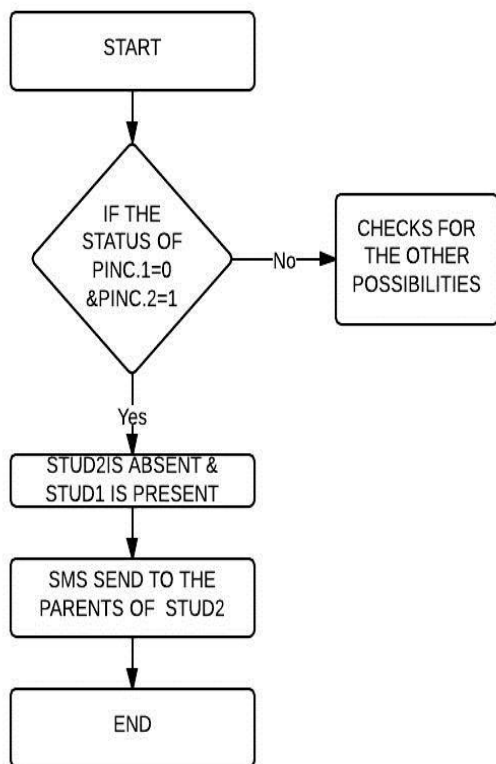 START
IF THE
STATUS OF
PINC.1=0
&PINC.2=1
No
CHECKS FOR
THE OTHER
POSSIBILITIES
Yes
STUD2IS ABSENT &
STUD1 IS PRESENT
SMS SEND TO THE
PARENTS OF STUD2
END